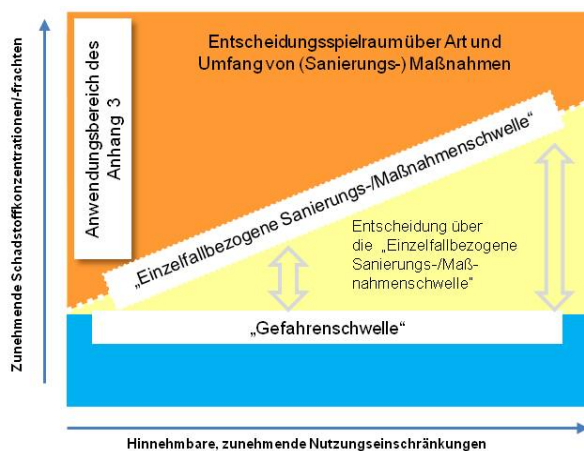 Zunehmende Schadstoffkonzentrationen/-frachten
Anwendungsbereich des
Anhang 3
Entscheidungsspielraum über Art und
Umfang von (Sanierungs-) Maßnahmen
„Einzelfallbezogene Sanierungs-/Maßnahmenschwelle“
Entscheidung über
die „Einzelfallbezogene
Sanierungs-/Maß-
nahmenschwelle“
„Gefahrenschwelle“
Hinnehmbare, zunehmende Nutzungseinschränkungen